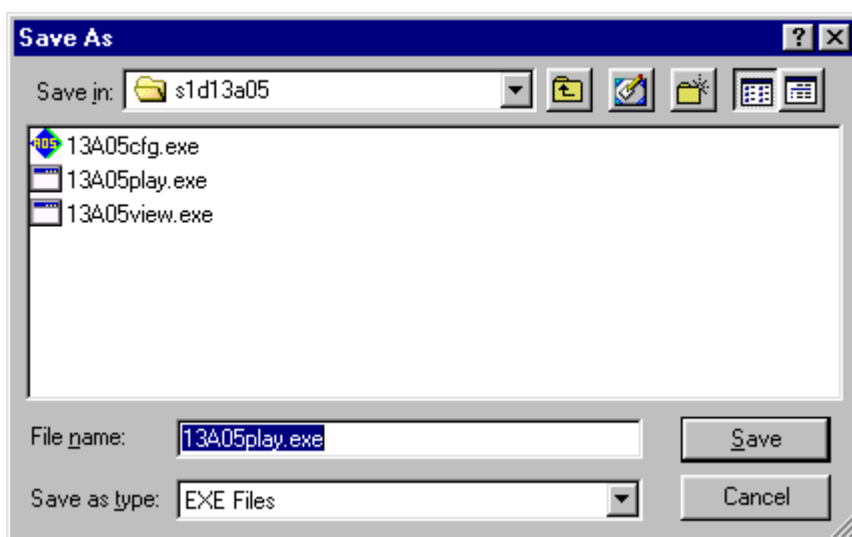 Save As
Save in: s1d13a05
A05 13A05cfg.exe
13A05play.exe
13A05view.exe
File name: 13A05play.exe Save
Save as type: EXE Files Cancel